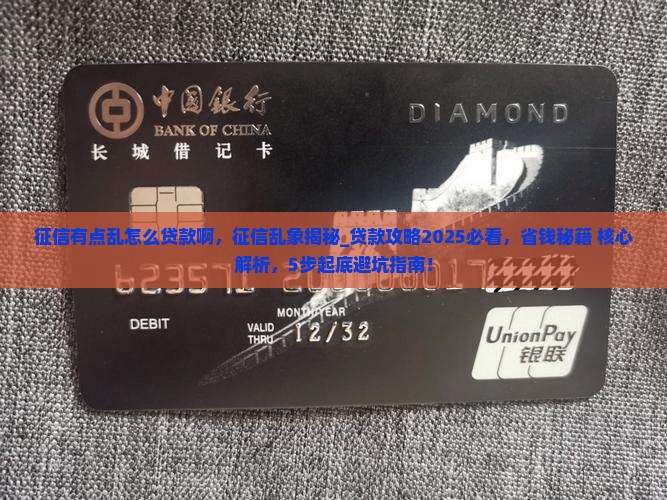 中國銀行
BANK OF CHINA
长城借记卡
DIAMOND
征信有点乱怎么贷款啊，征信乱象揭秘_贷款攻略2025必看，省钱秘籍 核心
解析，5步起底避坑指南！
DEBIT
MONTH/YEAR
VALID
THRU 12/32
UnionPay
银联